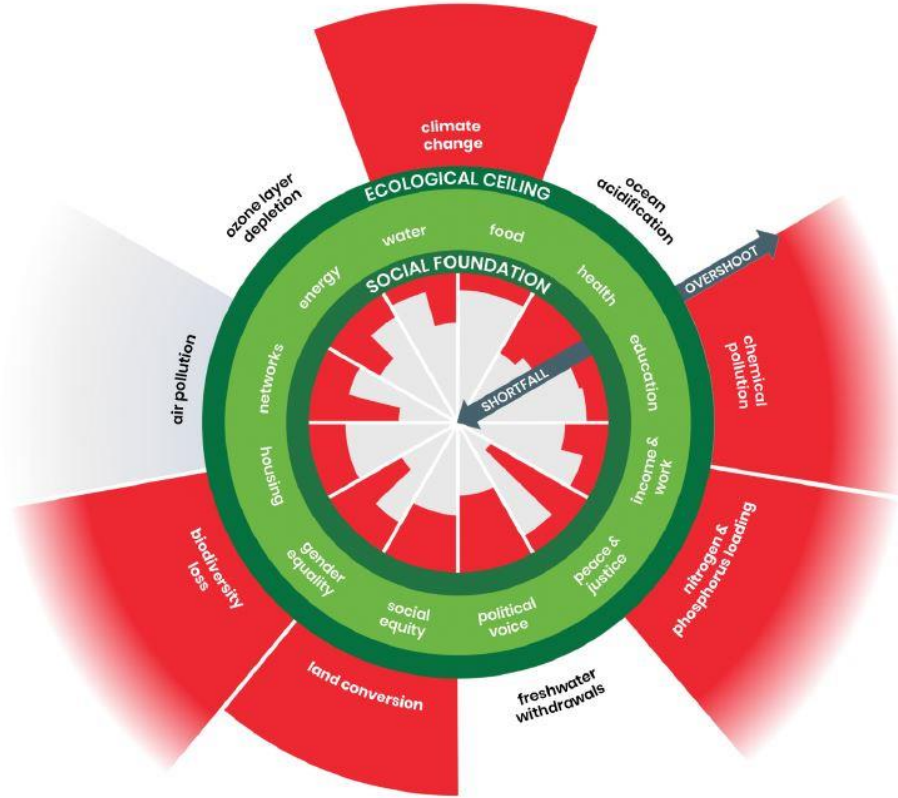 climate
change
ozone layer
depletion
ocean
acidification
ECOLOGICAL CEILING
water
food
energy
SOCIAL FOUNDATION
health
OVERSHOOT
air pollution
networks
SHORTFALL
education
chemical
pollution
housing
income &
work
biodiversity
loss
gender
equality
peace &
justice
nitrogen &
phosphorus loading
social
equity
political
voice
land conversion
freshwater
withdrawals